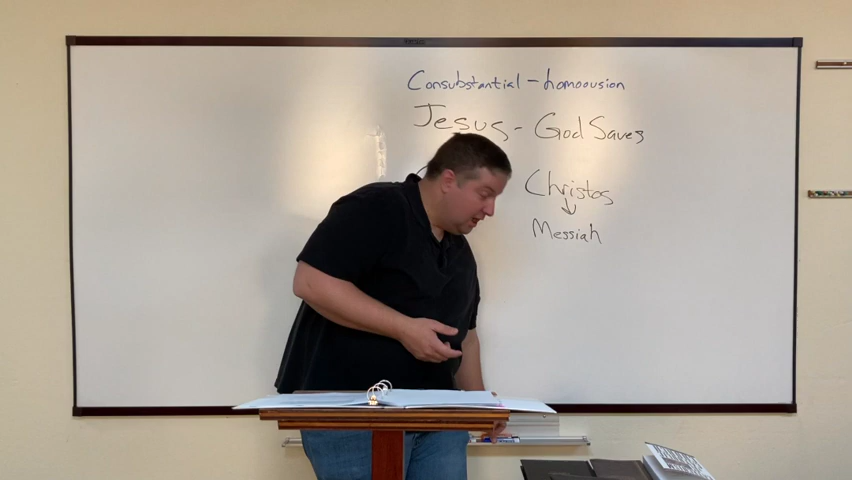 Consubstantial - homoousion
Jesus - God Saves
Christos
Messiah